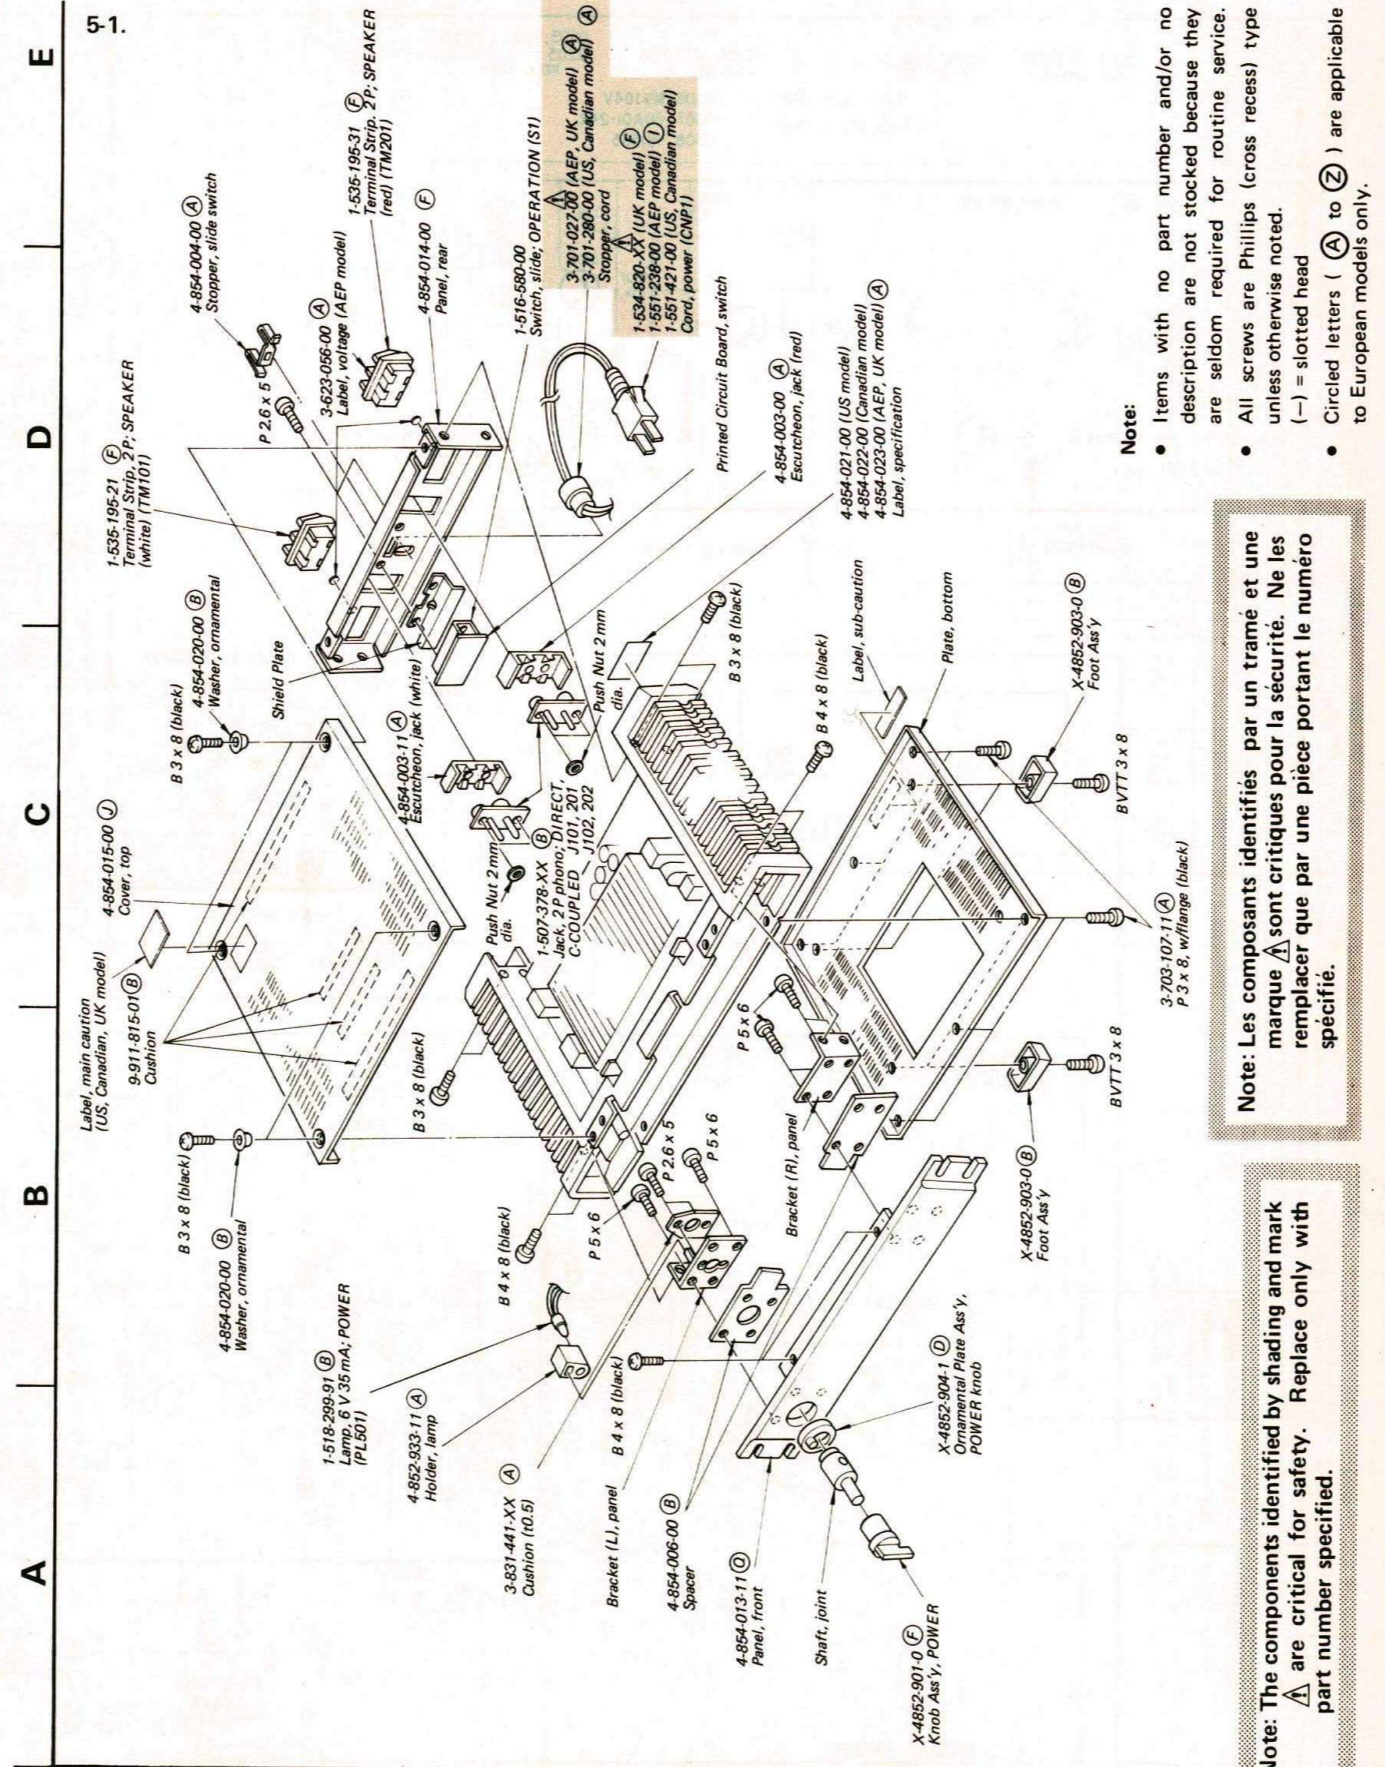 A
B
C
D
E
5-1.
Label, main caution
(US, Canadian, UK model)
9-911-815-01 Ⓑ
Cushion
4-854-015-00 Ⓙ
Cover, top
B 3 x 8 (black)
4-854-020-00 Ⓑ
Washer, ornamental
Shield Plate
1-535-195-21 Ⓕ
Terminal Strip, 2P; SPEAKER
(white) (TM101)
P 2.6 x 5
4-854-004-00 Ⓐ
Stopper, slide switch
3-623-056-00 Ⓐ
Label, voltage (AEP model)
1-535-195-31 Ⓕ
Terminal Strip, 2P; SPEAKER
(red) (TM201)
4-854-014-00 Ⓕ
Panel, rear
1-516-580-00
Switch, slide; OPERATION (S1)
⚠
3-701-027-00 (AEP, UK model) Ⓐ
3-701-280-00 (US, Canadian model) Ⓐ
Stopper, cord
⚠
1-534-820-XX (UK model) Ⓕ
1-551-238-00 (AEP model) Ⓘ
1-551-421-00 (US, Canadian model)
Cord, power (CNP1)
Printed Circuit Board, switch
4-854-003-00 Ⓐ
Escutcheon, jack (red)
4-854-021-00 (US model)
4-854-022-00 (Canadian model)
4-854-023-00 (AEP, UK model) Ⓐ
Label, specification
B 3 x 8 (black)
4-854-020-00 Ⓑ
Washer, ornamental
B 3 x 8 (black)
4-854-003-11 Ⓐ
Escutcheon, jack (white)
Push Nut 2 mm
dia.
1-507-378-XX Ⓑ
Jack, 2P phono; DIRECT,
C-COUPLED J101, 201
J102, 202
Push Nut 2 mm
dia.
B 3 x 8 (black)
B 4 x 8 (black)
Label, sub-caution
Plate, bottom
1-518-299-91 Ⓑ
Lamp, 6 V 35 mA; POWER
(PL501)
4-852-933-11 Ⓐ
Holder, lamp
3-831-441-XX Ⓐ
Cushion (t0.5)
B 4 x 8 (black)
P 5 x 6
P 2.6 x 5
P 5 x 6
P 5 x 6
Bracket (L), panel
B 4 x 8 (black)
Bracket (R), panel
4-854-006-00 Ⓑ
Spacer
4-854-013-11 Ⓠ
Panel, front
Shaft, joint
X-4852-901-0 Ⓕ
Knob Ass'y, POWER
X-4852-904-1 Ⓓ
Ornamental Plate Ass'y,
POWER knob
X-4852-903-0 Ⓑ
Foot Ass'y
BVTT 3 x 8
3-703-107-11 Ⓐ
P 3 x 8, w/flange (black)
BVTT 3 x 8
X-4852-903-0 Ⓑ
Foot Ass'y
Note: The components identified by shading and mark
⚠ are critical for safety. Replace only with
part number specified.
Note: Les composants identifiés par un tramé et une
marque ⚠ sont critiques pour la sécurité. Ne les
remplacer que par une pièce portant le numéro
spécifié.
Note:
• Items with no part number and/or no
description are not stocked because they
are seldom required for routine service.
• All screws are Phillips (cross recess) type
unless otherwise noted.
(−) = slotted head
• Circled letters ( Ⓐ to Ⓩ ) are applicable
to European models only.